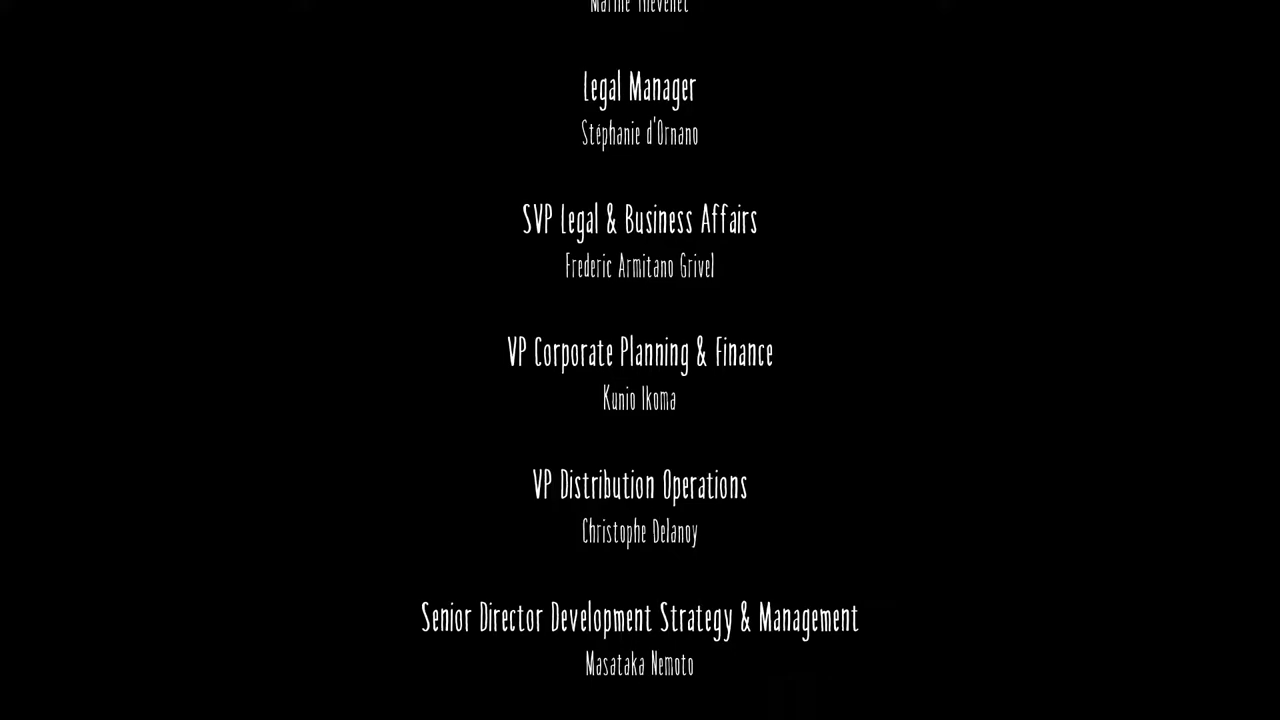 Legal Manager
Stéphanie d'Ornano
SVP Legal & Business Affairs
Frederic Armitano Grivel
VP Corporate Planning & Finance
Kunio Ikoma
VP Distribution Operations
Christophe Delanoy
Senior Director Development Strategy & Management
Masataka Nemoto